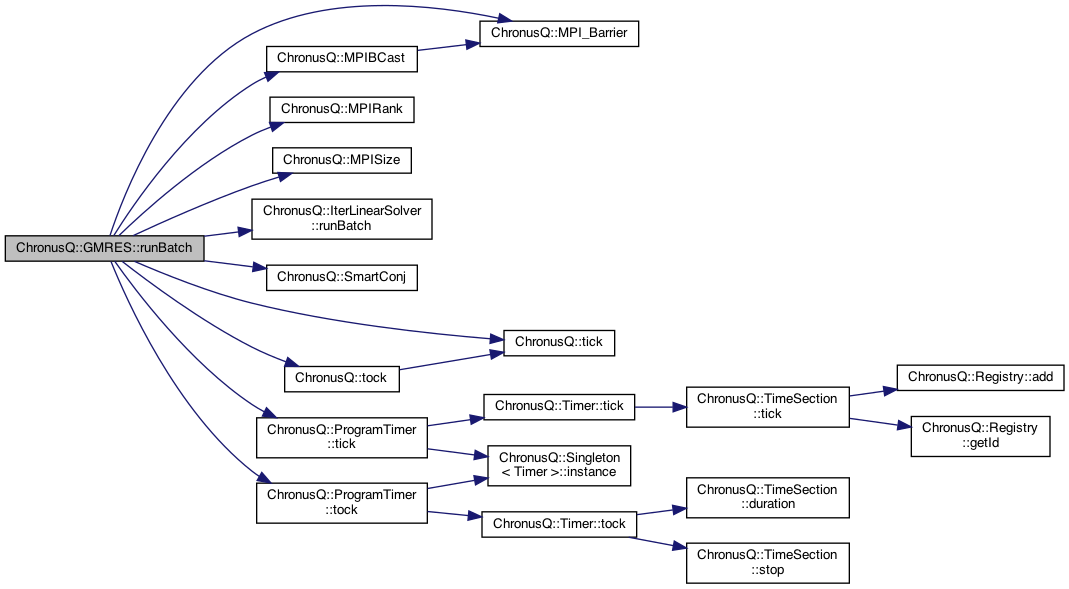 ChronusQ::GMRES::runBatch
ChronusQ::MPI_Barrier
ChronusQ::MPIBCast
ChronusQ::MPIRank
ChronusQ::MPISize
ChronusQ::IterLinearSolver
::runBatch
ChronusQ::SmartConj
ChronusQ::tick
ChronusQ::tock
ChronusQ::ProgramTimer
::tick
ChronusQ::Timer::tick
ChronusQ::TimeSection
::tick
ChronusQ::Registry::add
ChronusQ::Registry
::getId
ChronusQ::Singleton
< Timer >::instance
ChronusQ::ProgramTimer
::tock
ChronusQ::Timer::tock
ChronusQ::TimeSection
::duration
ChronusQ::TimeSection
::stop